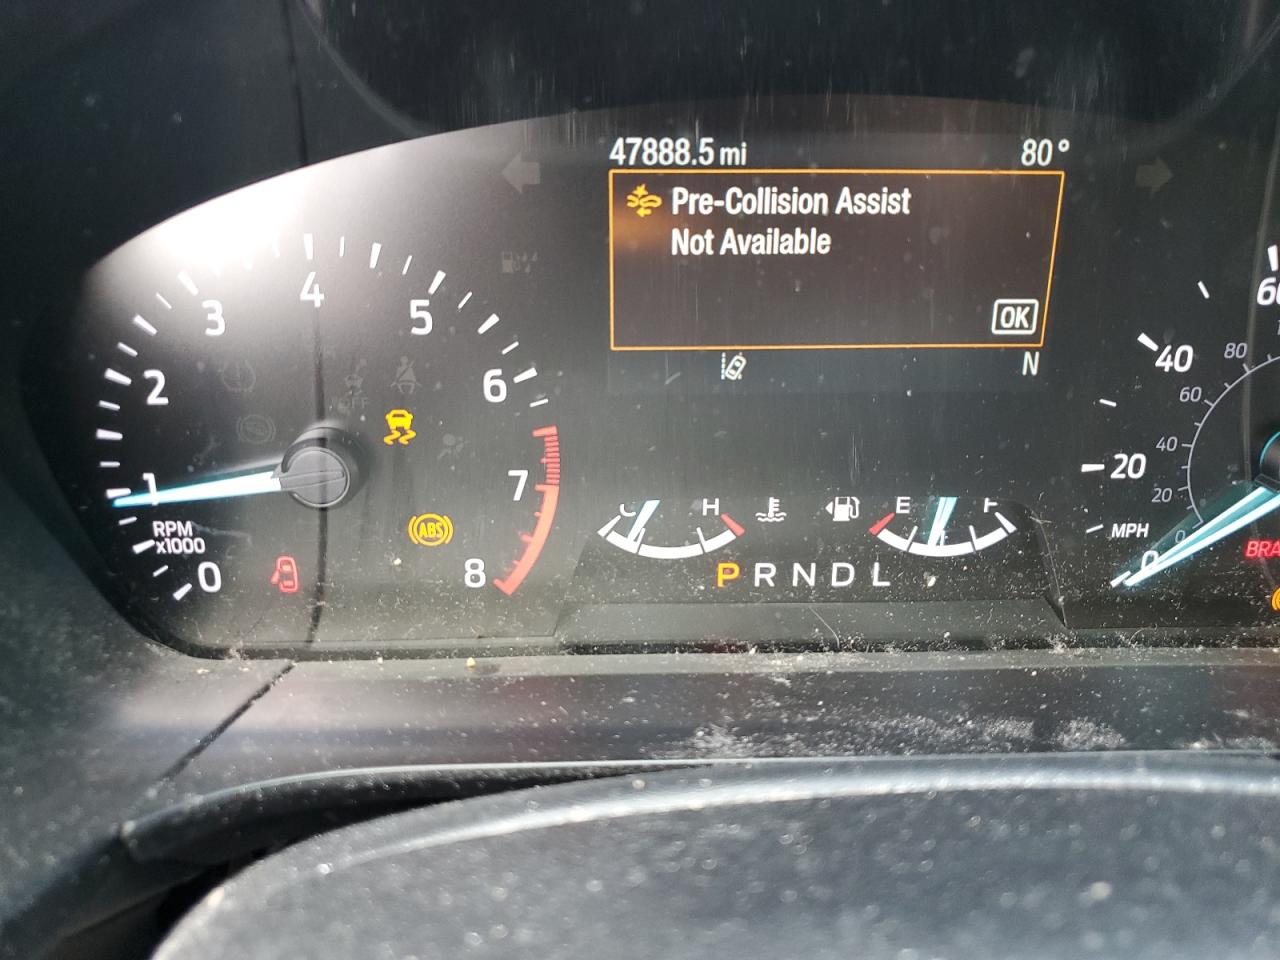 47888.5 mi 80°
Pre-Collision Assist
Not Available
OK
N
0 1 2 3 4 5 6 7 8
RPM
x1000
ABS
C H E F
P R N D L
0 20 40
20 40 60 80
MPH